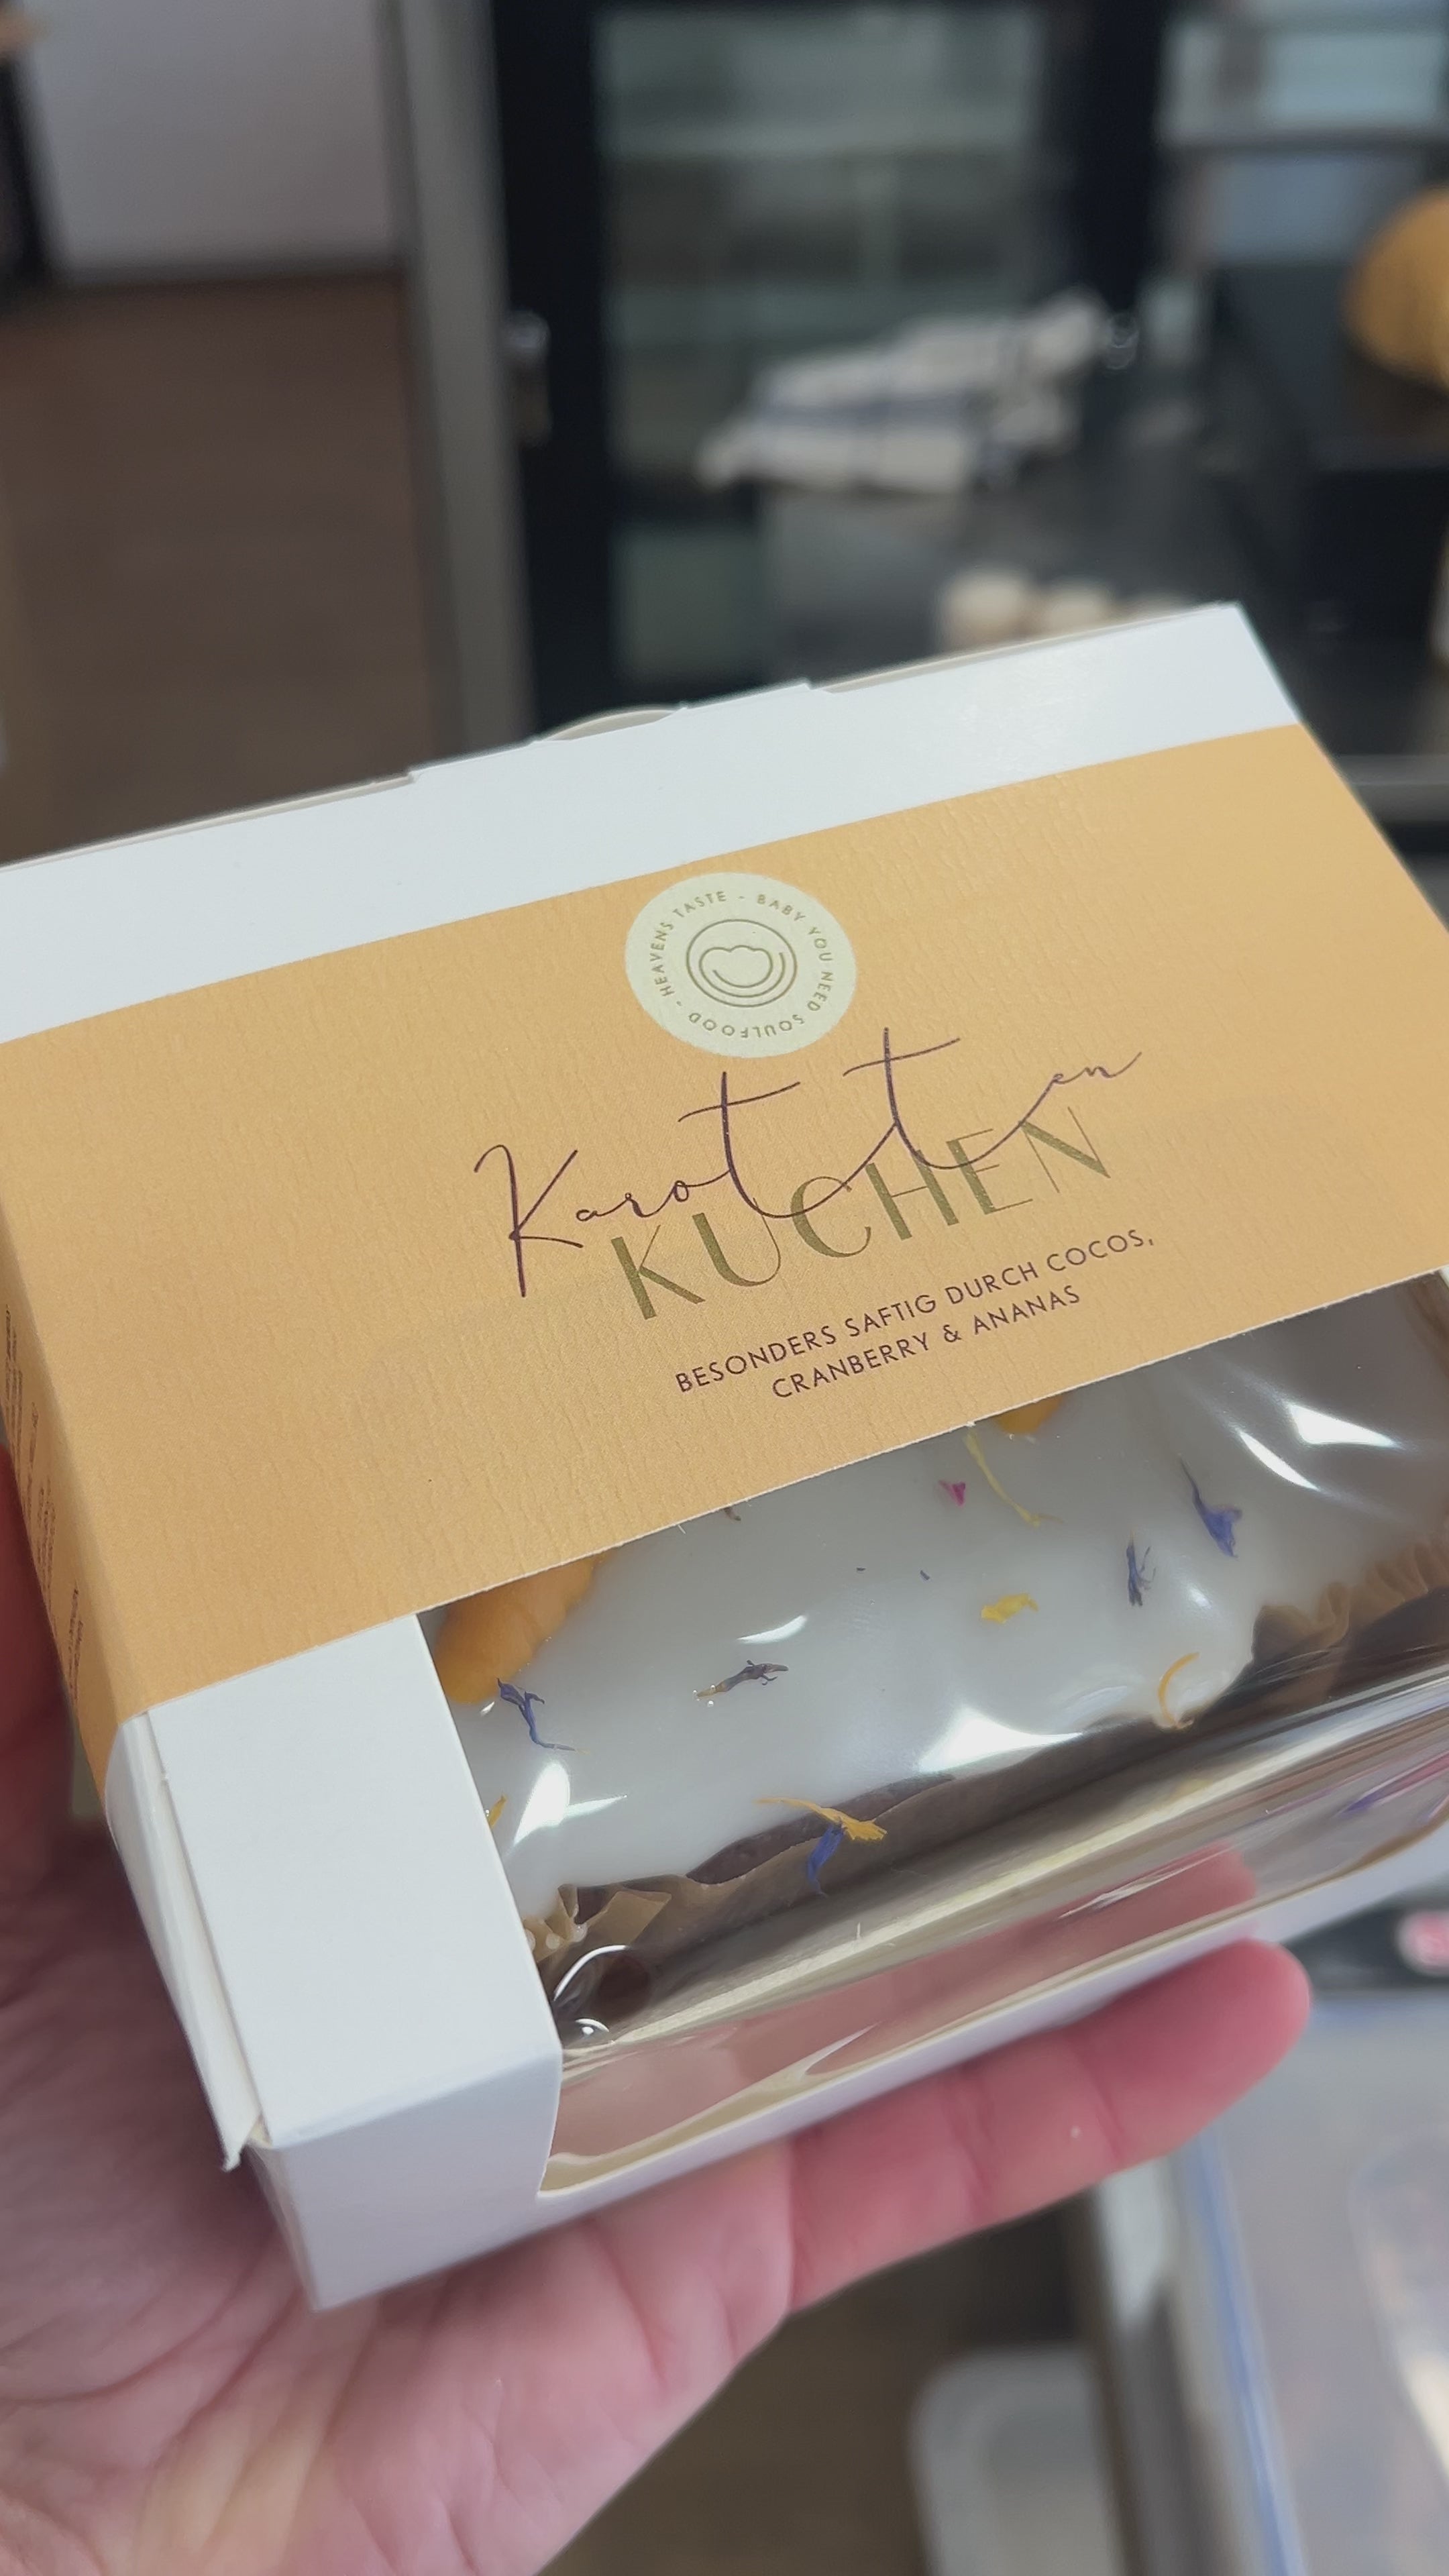 HEAVENS TASTE - BABY YOU NEED SOULFOOD -
Karotten
KUCHEN
BESONDERS SAFTIG DURCH COCOS,
CRANBERRY & ANANAS